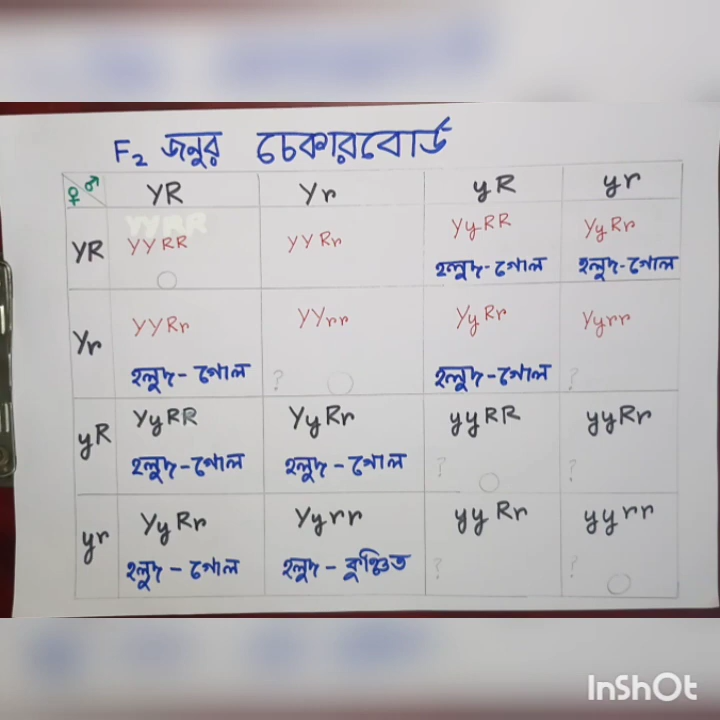 F₂ জনুর চেকারবোর্ড
♀ ♂ YR Yr yR yr
YR YYRR YYRr YyRR YyRr
হলুদ-গোল হলুদ-গোল
Yr YYRr YYrr YyRr Yyrr
হলুদ-গোল ? হলুদ-গোল ?
yR YyRR YyRr yyRR yyRr
হলুদ-গোল হলুদ-গোল ? ?
yr YyRr Yyrr yyRr yyrr
হলুদ-গোল হলুদ-কুঞ্চিত ? ?
InShOt